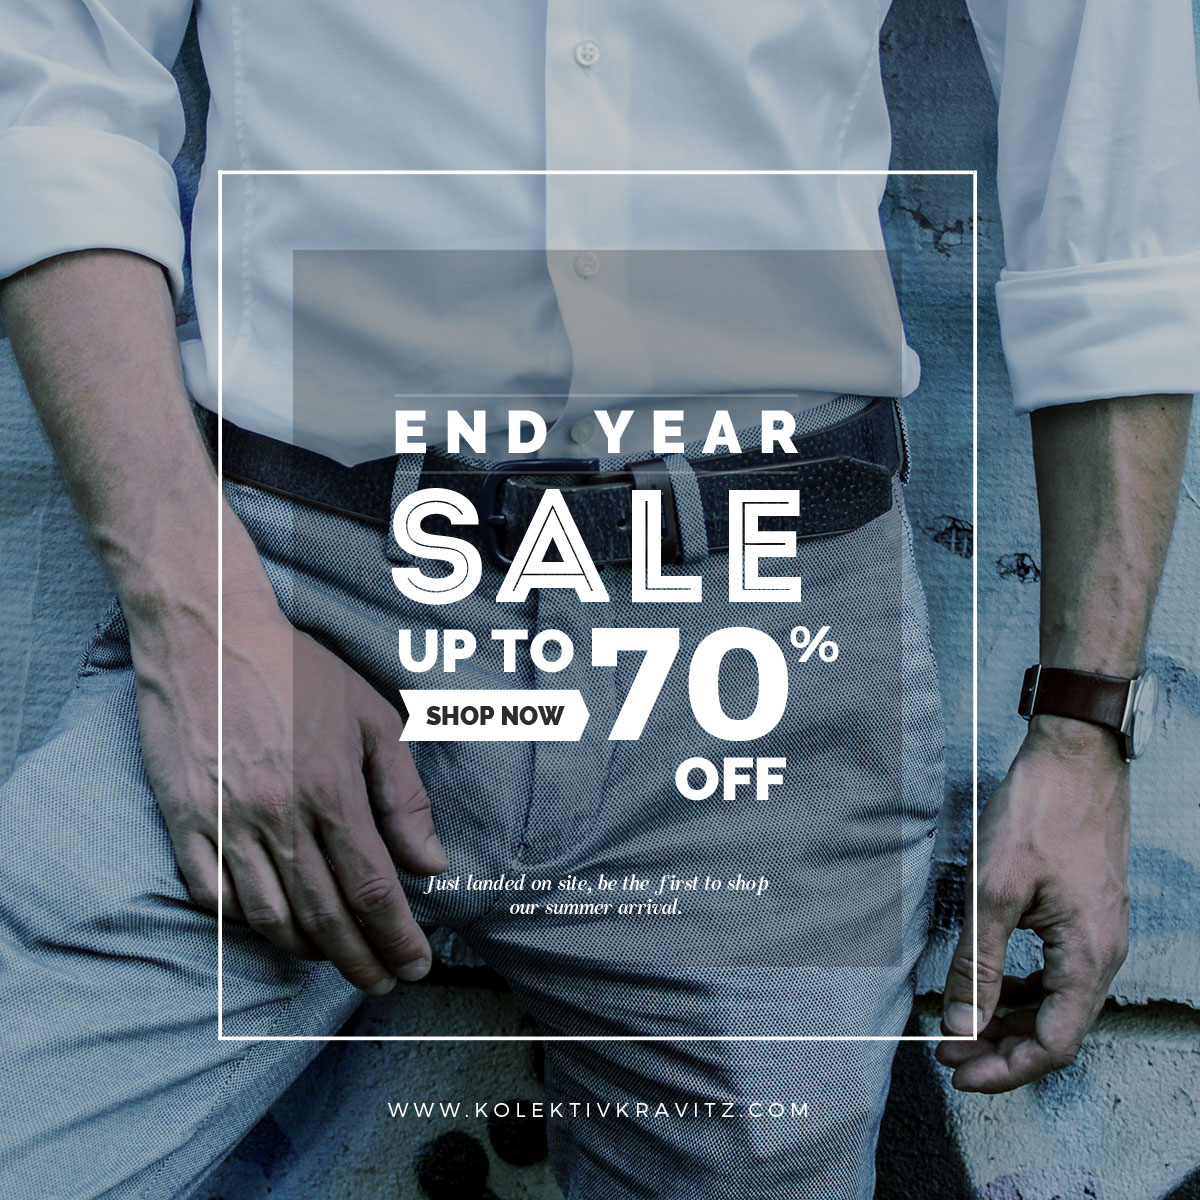 END YEAR
SALE
UP TO 70%
SHOP NOW
OFF
Just landed on site, be the first to shop
our summer arrival.
WWW.KOLEKTIVKRAVITZ.COM